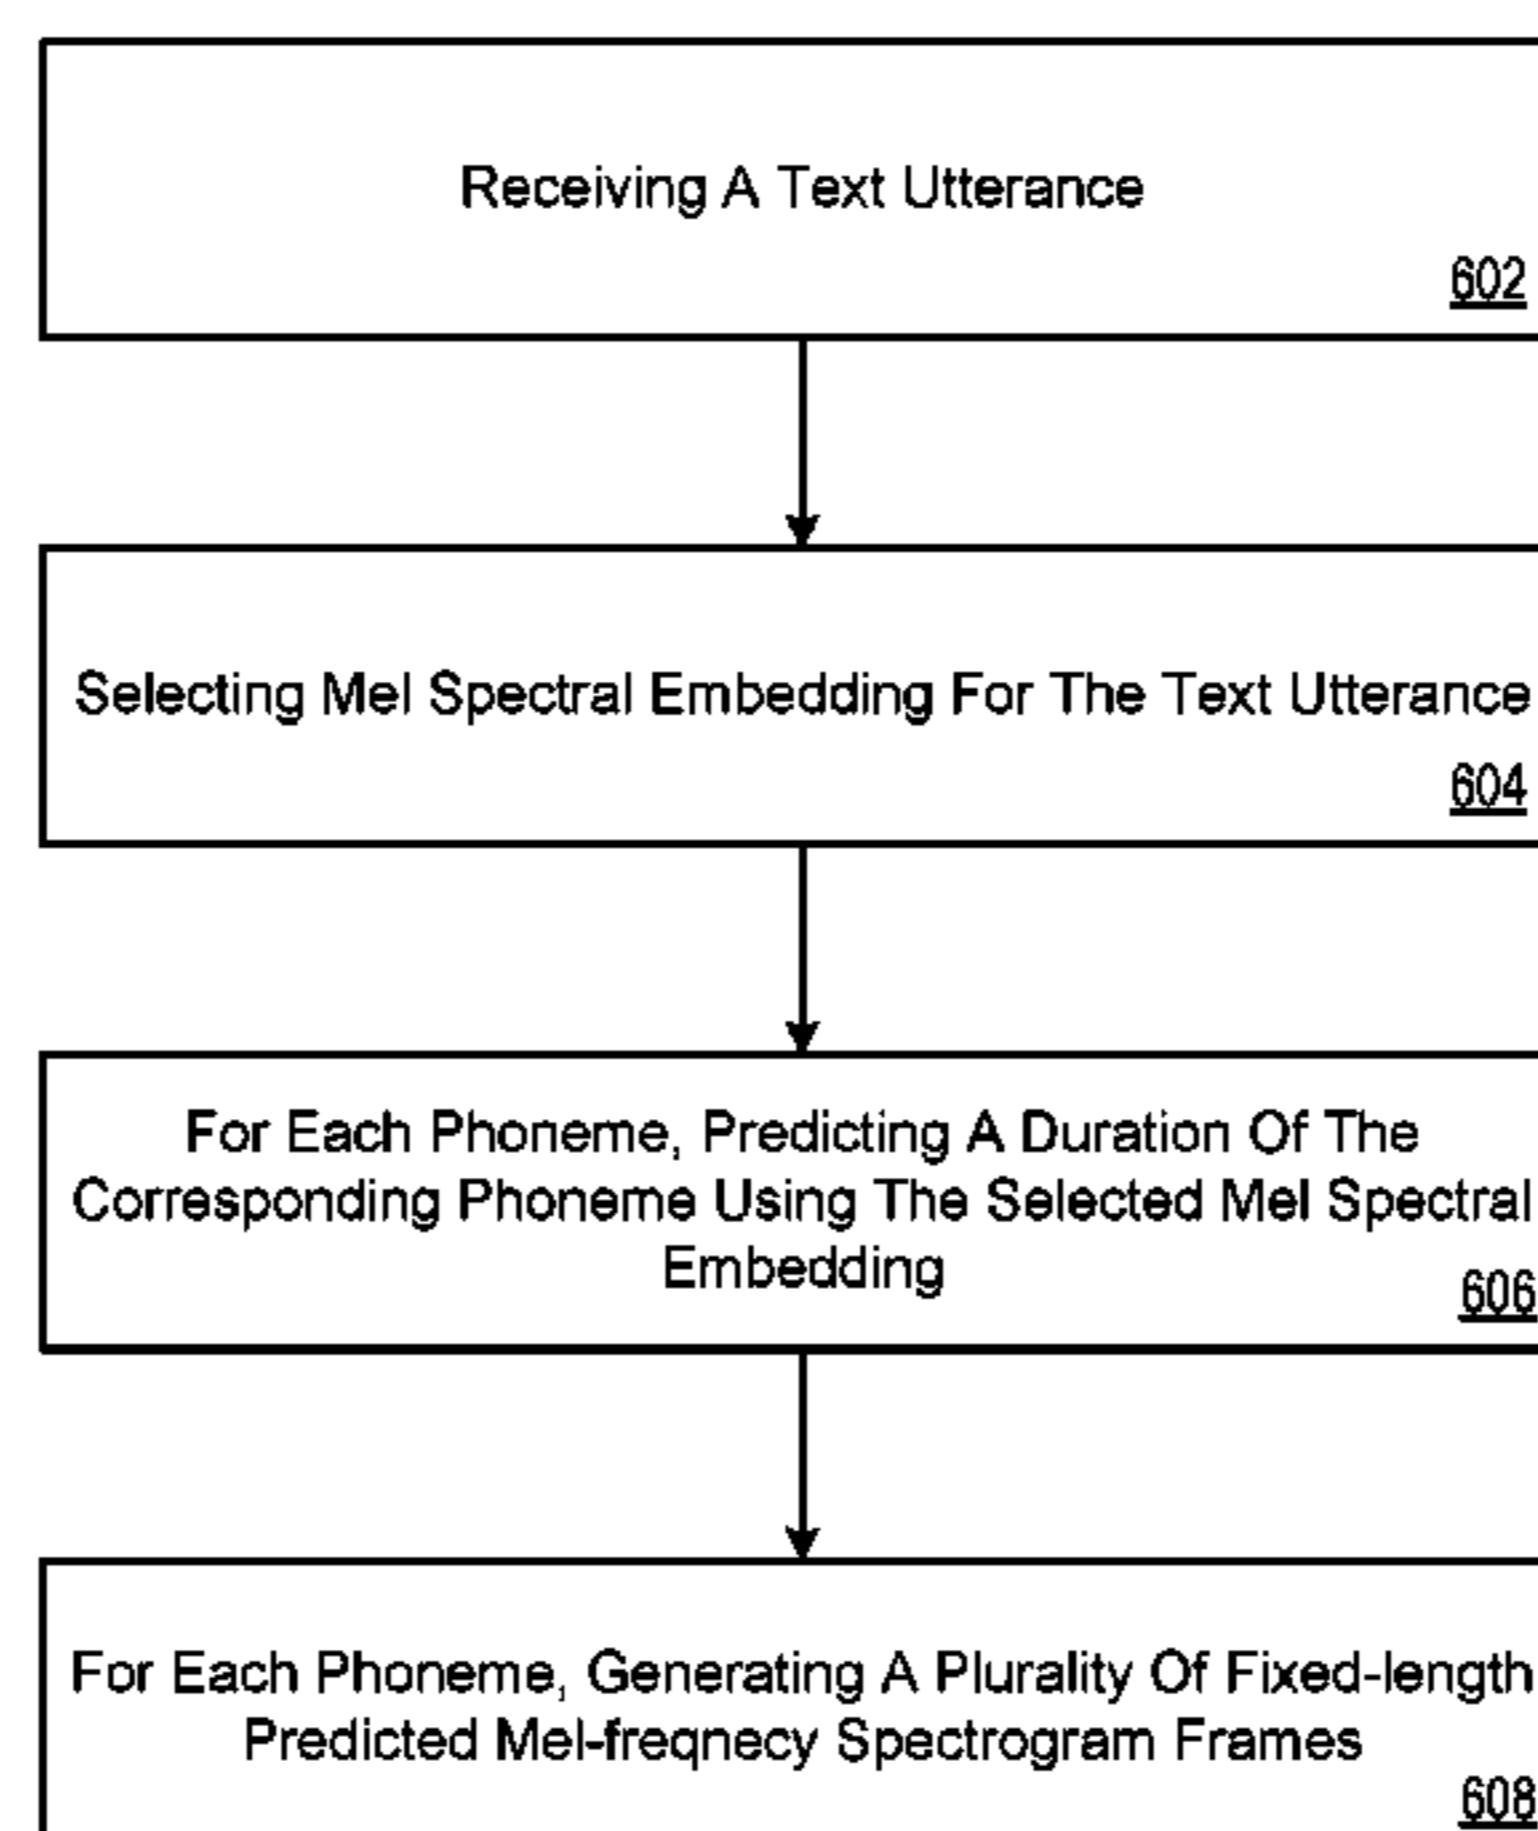 Receiving A Text Utterance
602
Selecting Mel Spectral Embedding For The Text Utterance
604
For Each Phoneme, Predicting A Duration Of The
Corresponding Phoneme Using The Selected Mel Spectral
Embedding
606
For Each Phoneme, Generating A Plurality Of Fixed-length
Predicted Mel-freqnecy Spectrogram Frames
608